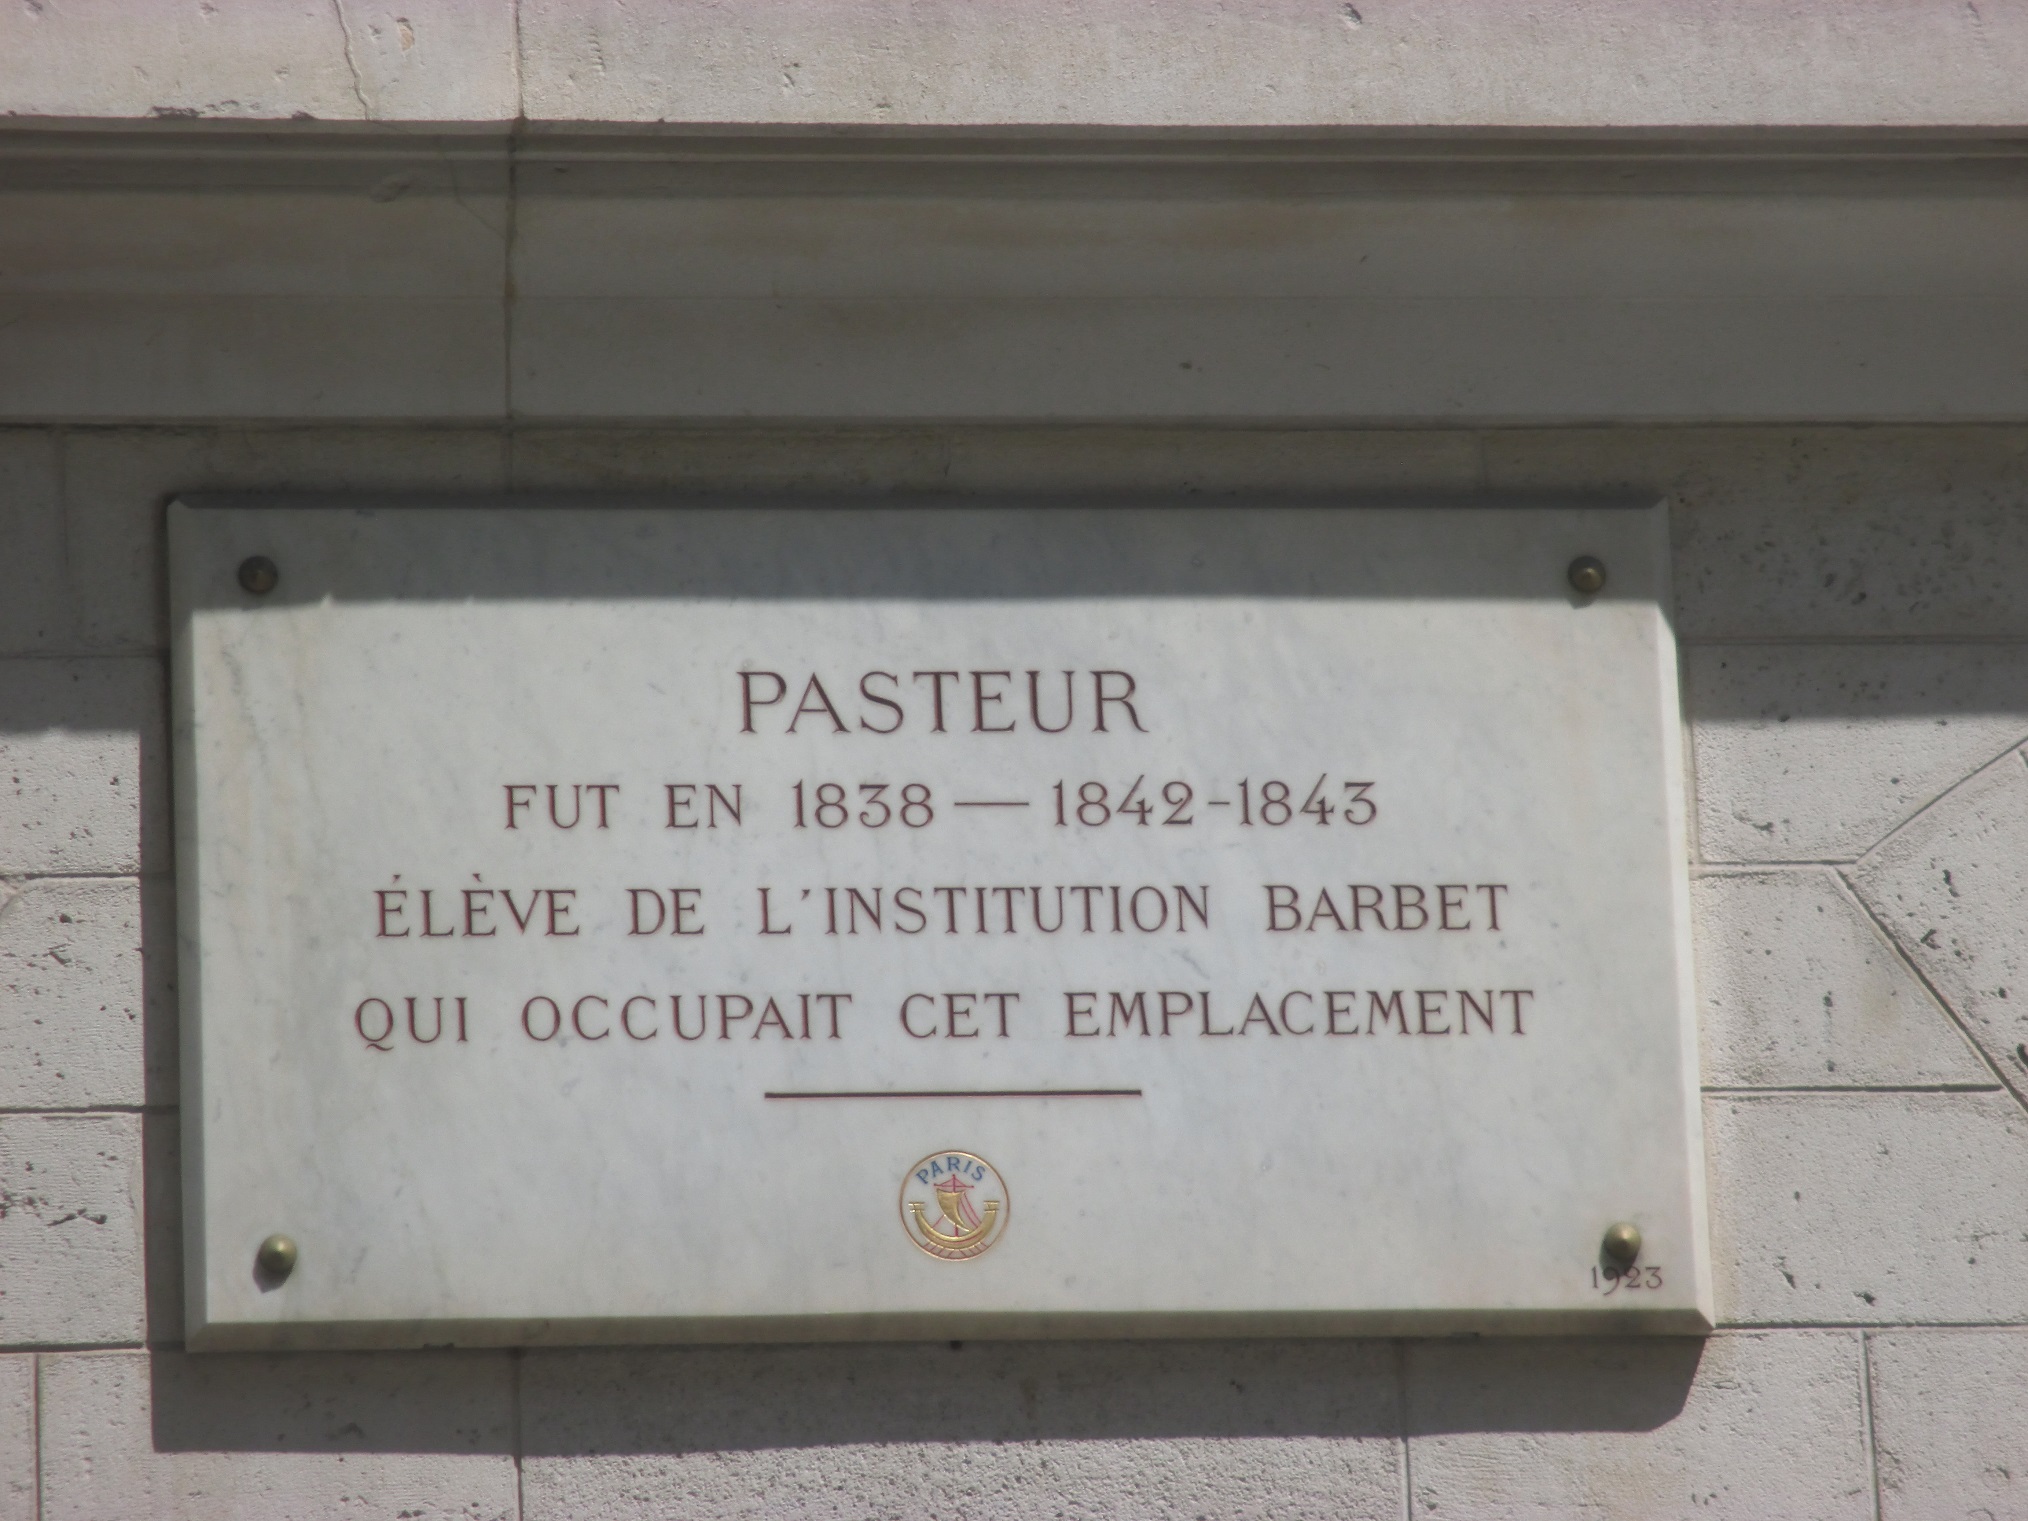 PASTEUR
FUT EN 1838 — 1842-1843
ÉLÈVE DE L'INSTITUTION BARBET
QUI OCCUPAIT CET EMPLACEMENT
PARIS
1923